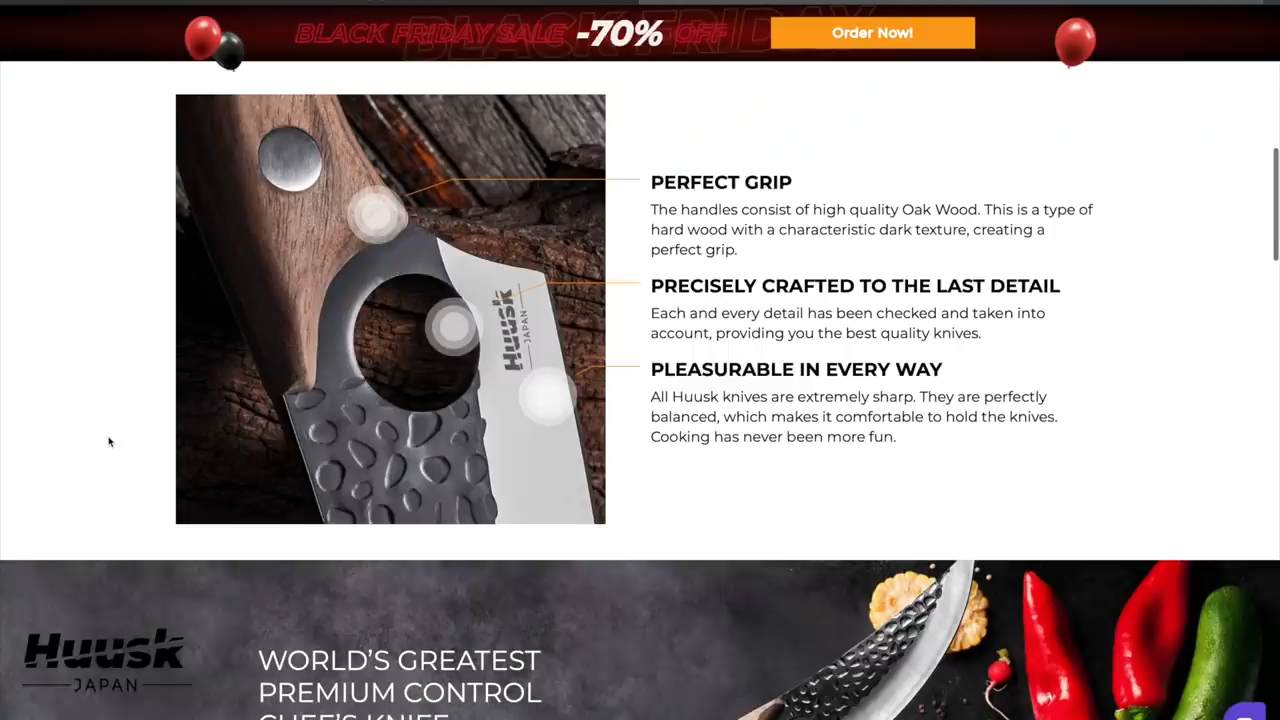 BLACK FRIDAY SALE -70% OFF
BLACK FRIDAY
Order Now!
PERFECT GRIP
The handles consist of high quality Oak Wood. This is a type of
hard wood with a characteristic dark texture, creating a
perfect grip.
PRECISELY CRAFTED TO THE LAST DETAIL
Each and every detail has been checked and taken into
account, providing you the best quality knives.
PLEASURABLE IN EVERY WAY
All Huusk knives are extremely sharp. They are perfectly
balanced, which makes it comfortable to hold the knives.
Cooking has never been more fun.
Huusk
JAPAN
Huusk
JAPAN
WORLD’S GREATEST
PREMIUM CONTROL
CHEF'S KNIFE